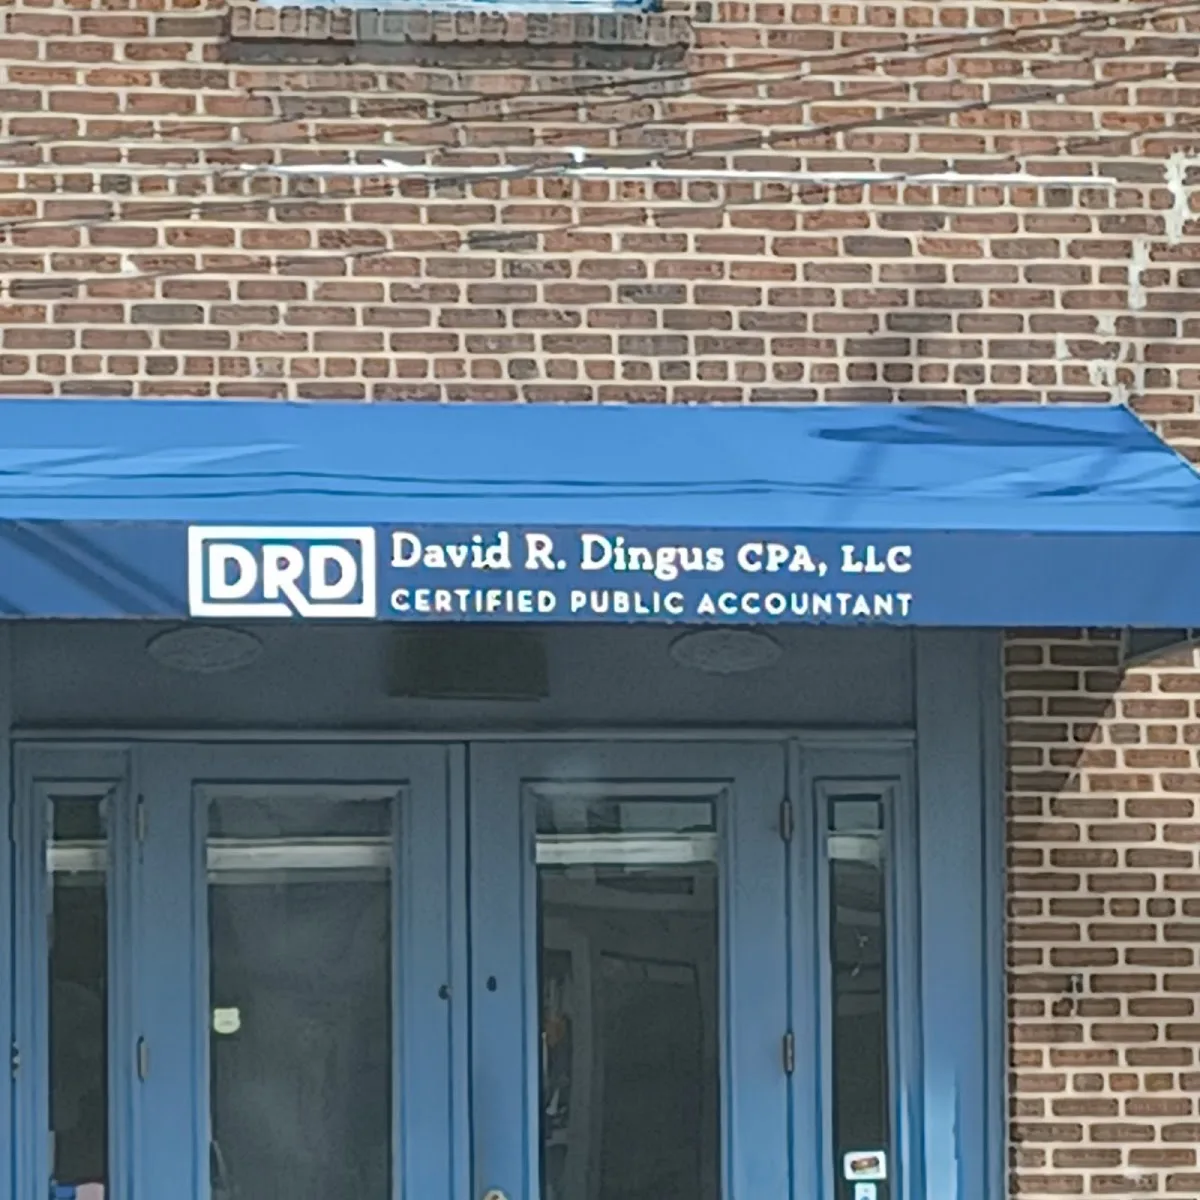 DRD
David R. Dingus CPA, LLC
CERTIFIED PUBLIC ACCOUNTANT